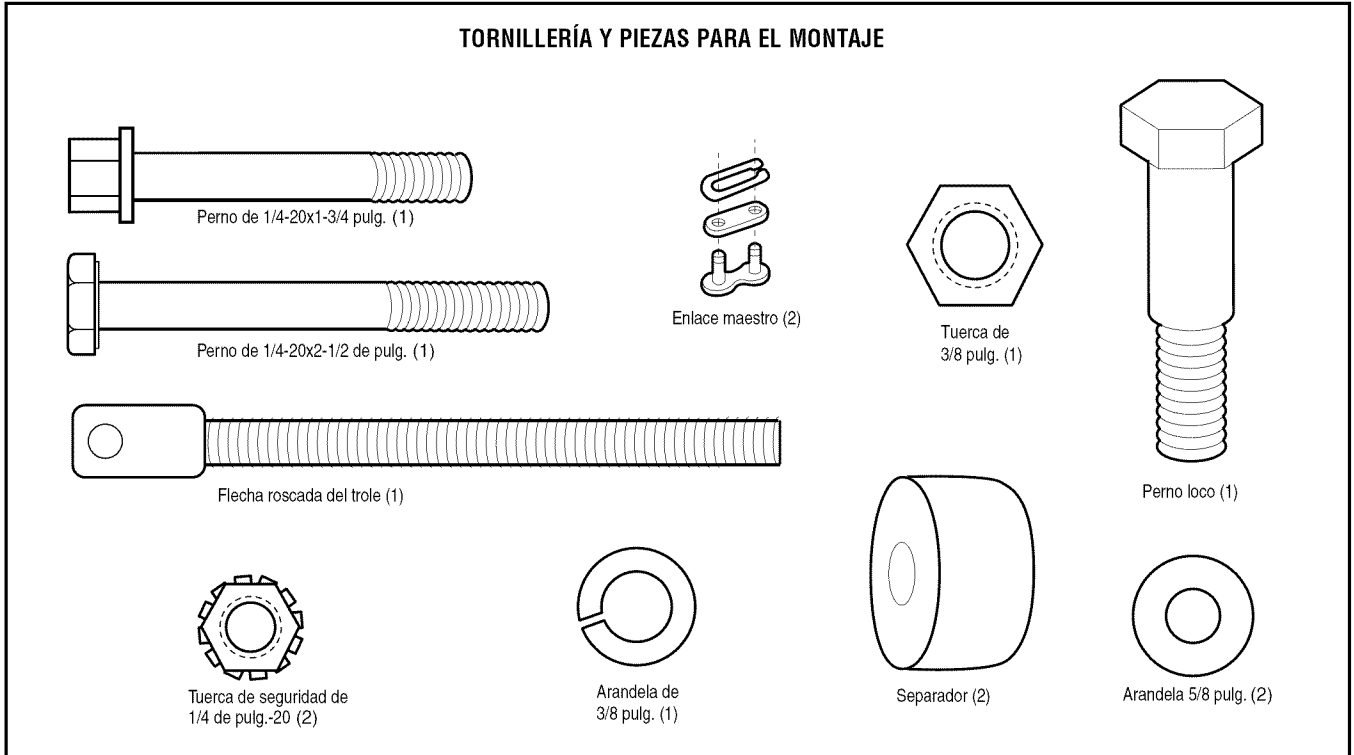 TORNILLERÍA Y PIEZAS PARA EL MONTAJE
Perno de 1/4-20x1-3/4 pulg. (1)
Perno de 1/4-20x2-1/2 de pulg. (1)
Enlace maestro (2)
Tuerca de
3/8 pulg. (1)
Perno loco (1)
Flecha roscada del trole (1)
Tuerca de seguridad de
1/4 de pulg.-20 (2)
Arandela de
3/8 pulg. (1)
Separador (2)
Arandela 5/8 pulg. (2)